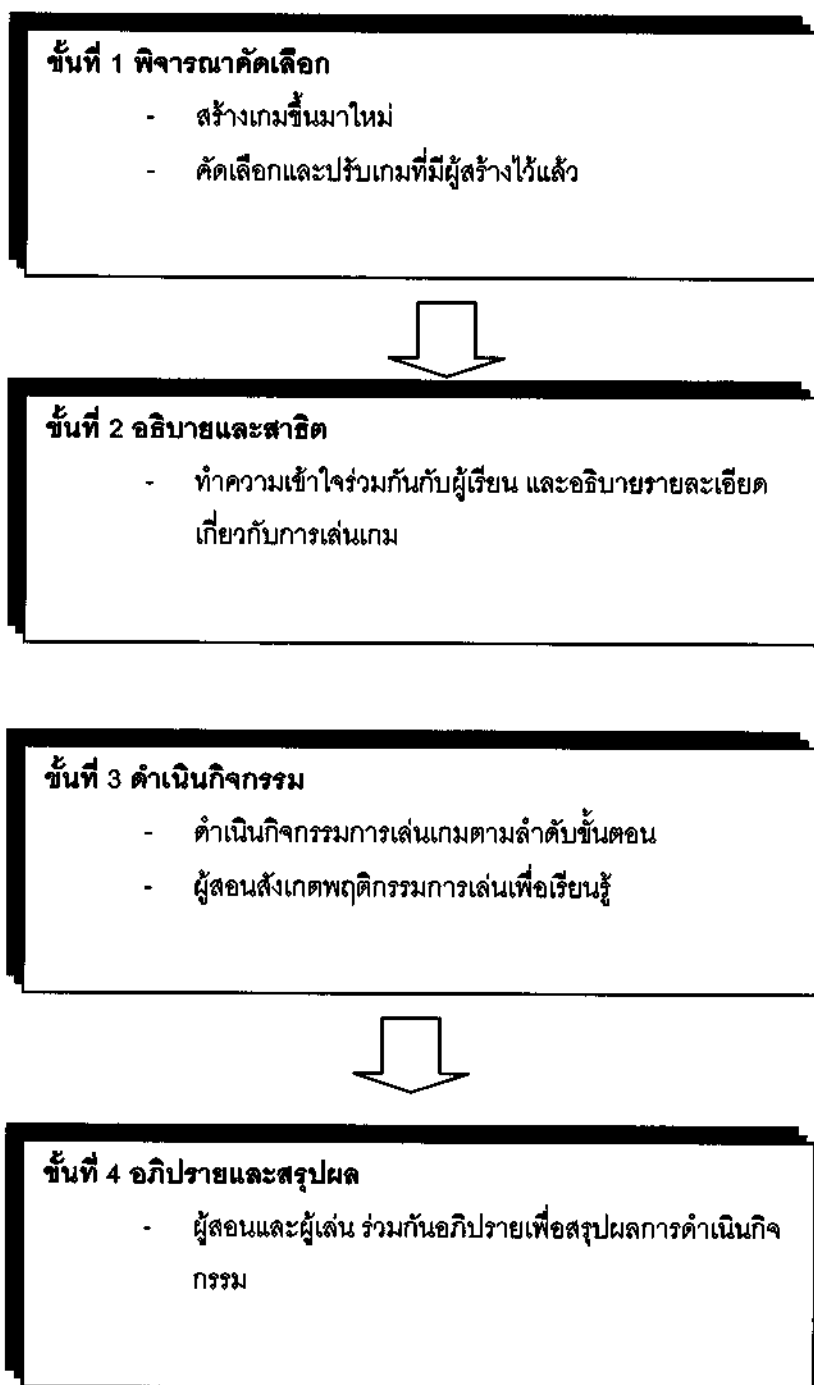 ขั้นที่ 1 พิจารณาคัดเลือก
- สร้างเกมขึ้นมาใหม่
- คัดเลือกและปรับเกมที่มีผู้สร้างไว้แล้ว
ขั้นที่ 2 อธิบายและสาธิต
- ทำความเข้าใจร่วมกันกับผู้เรียน และอธิบายรายละเอียด
เกี่ยวกับการเล่นเกม
ขั้นที่ 3 ดำเนินกิจกรรม
- ดำเนินกิจกรรมการเล่นเกมตามลำดับขั้นตอน
- ผู้สอนสังเกตพฤติกรรมการเล่นเพื่อเรียนรู้
ขั้นที่ 4 อภิปรายและสรุปผล
- ผู้สอนและผู้เล่น ร่วมกันอภิปรายเพื่อสรุปผลการดำเนินกิจ
กรรม